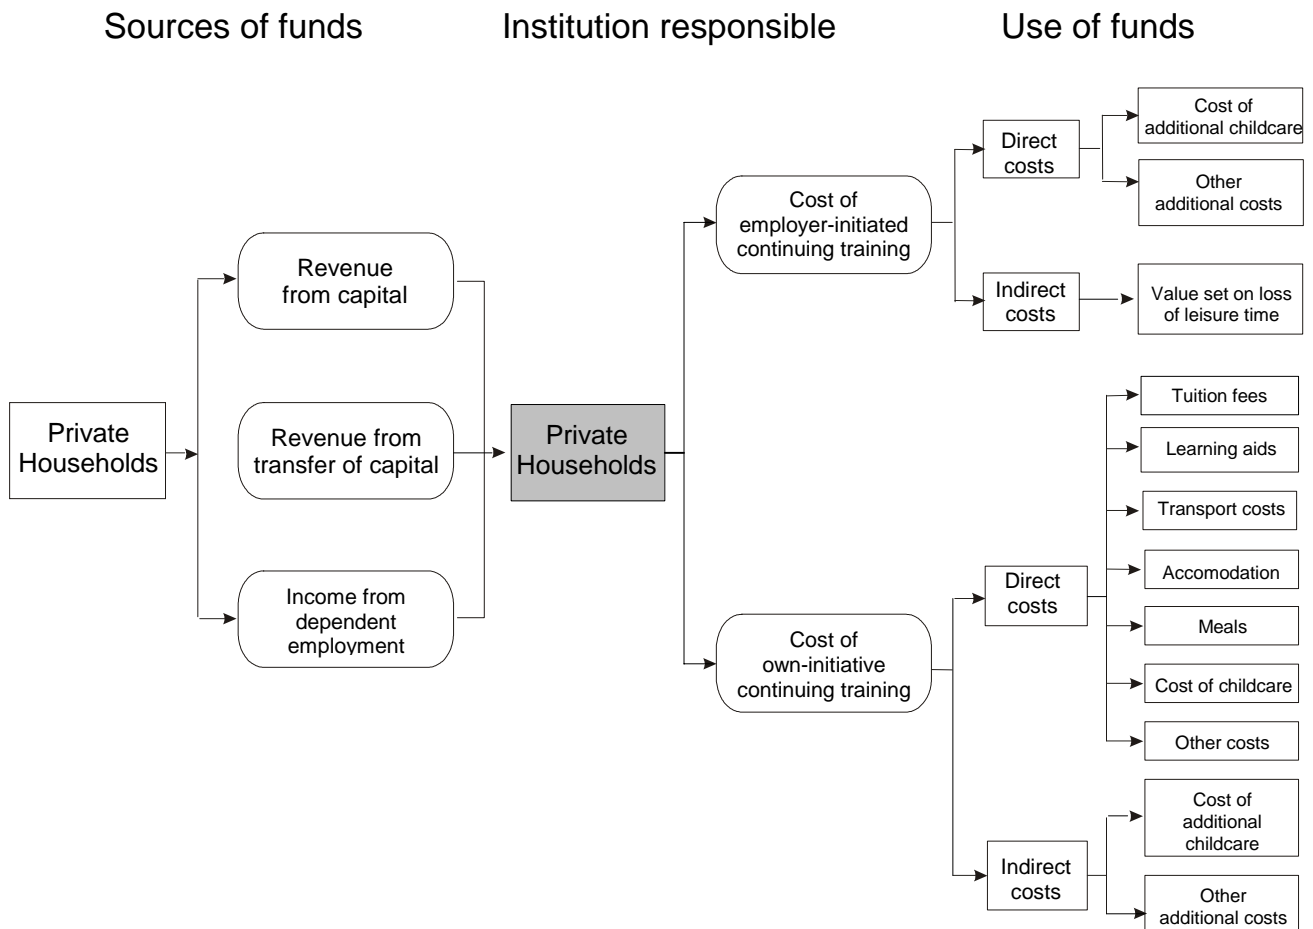 Sources of funds
Institution responsible
Use of funds
Private
Households
Revenue
from capital
Revenue from
transfer of capital
Income from
dependent
employment
Private
Households
Cost of
employer-initiated
continuing training
Cost of
own-initiative
continuing training
Direct
costs
Cost of
additional childcare
Other
additional costs
Indirect
costs
Value set on loss
of leisure time
Direct
costs
Tuition fees
Learning aids
Transport costs
Accomodation
Meals
Cost of childcare
Other costs
Indirect
costs
Cost of
additional
childcare
Other
additional costs